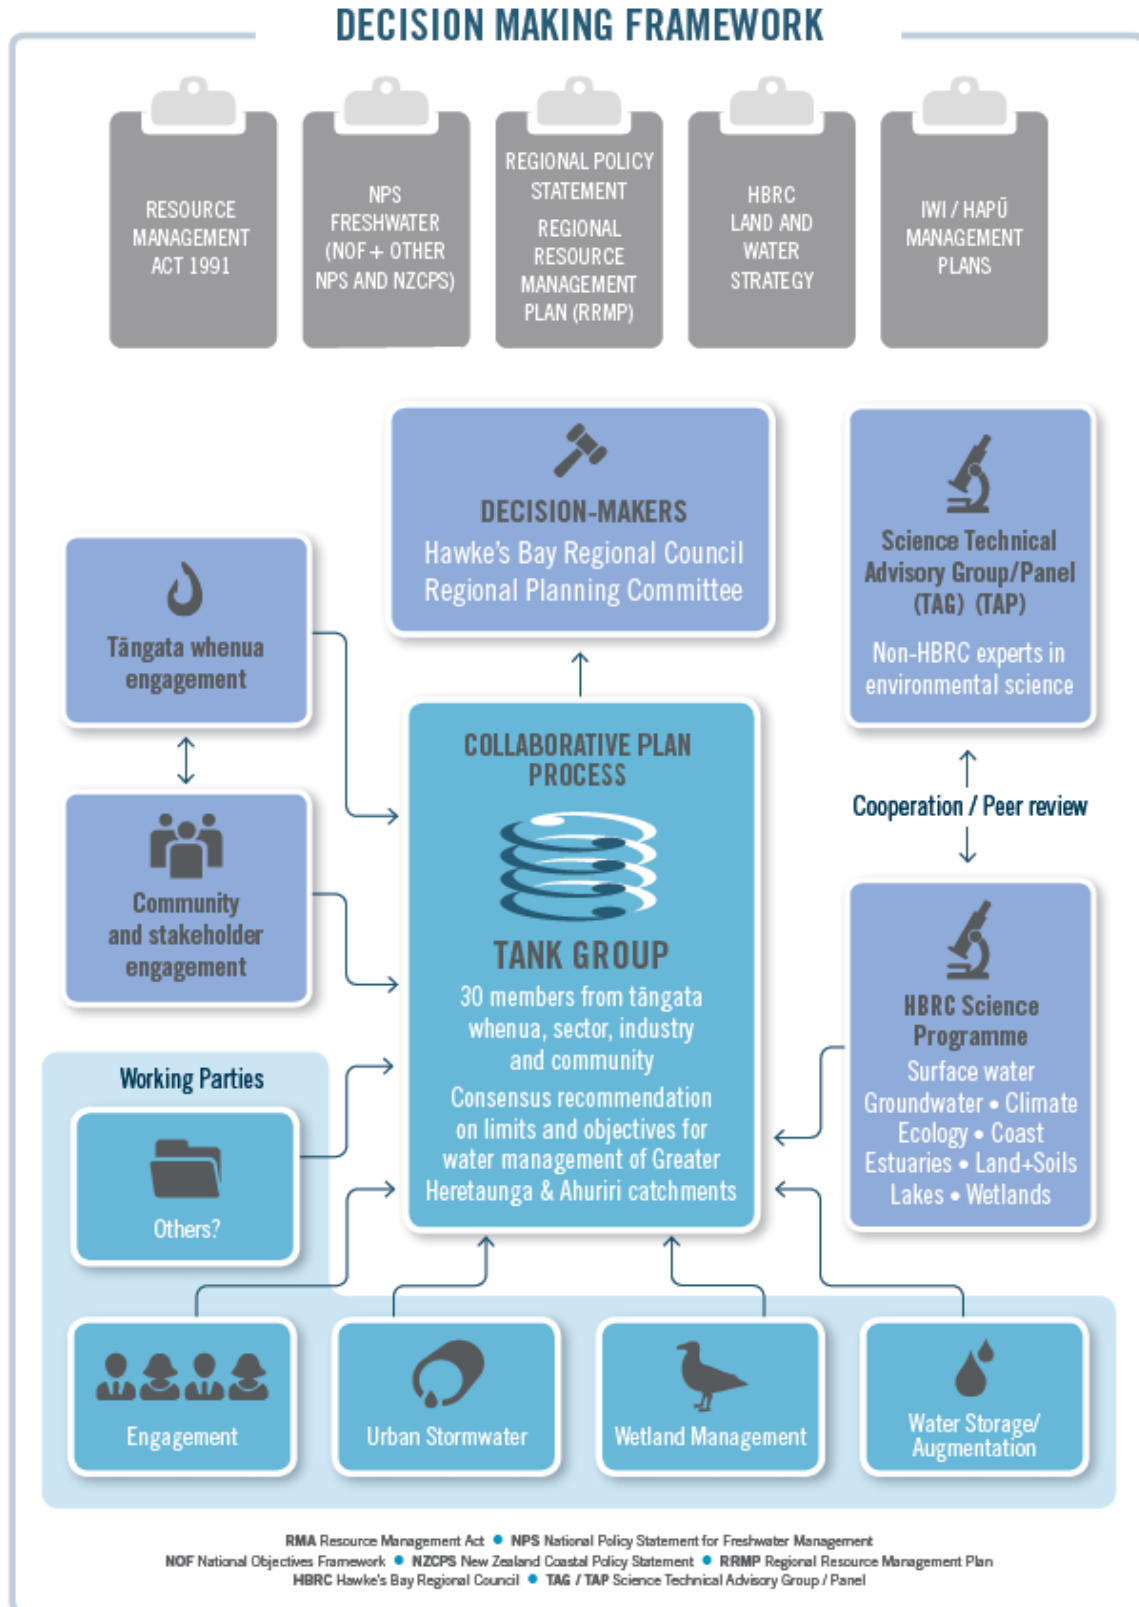 DECISION MAKING FRAMEWORK
RESOURCE
MANAGEMENT
ACT 1991
NPS
FRESHWATER
(NOF + OTHER
NPS AND NZCPS)
REGIONAL POLICY
STATEMENT
REGIONAL
RESOURCE
MANAGEMENT
PLAN (RRMP)
HBRC
LAND AND
WATER
STRATEGY
IWI / HAPŪ
MANAGEMENT
PLANS
DECISION-MAKERS
Hawke's Bay Regional Council
Regional Planning Committee
Science Technical
Advisory Group/Panel
(TAG) (TAP)
Non-HBRC experts in
environmental science
Tāngata whenua
engagement
Community
and stakeholder
engagement
COLLABORATIVE PLAN
PROCESS
TANK GROUP
30 members from tāngata
whenua, sector, industry
and community
Consensus recommendation
on limits and objectives for
water management of Greater
Heretaunga & Ahuriri catchments
Cooperation / Peer review
HBRC Science
Programme
Surface water
Groundwater • Climate
Ecology • Coast
Estuaries • Land+Soils
Lakes • Wetlands
Working Parties
Others?
Engagement
Urban Stormwater
Wetland Management
Water Storage/
Augmentation
RMA Resource Management Act • NPS National Policy Statement for Freshwater Management
NOF National Objectives Framework • NZCPS New Zealand Coastal Policy Statement • RRMP Regional Resource Management Plan
HBRC Hawke's Bay Regional Council • TAG / TAP Science Technical Advisory Group / Panel